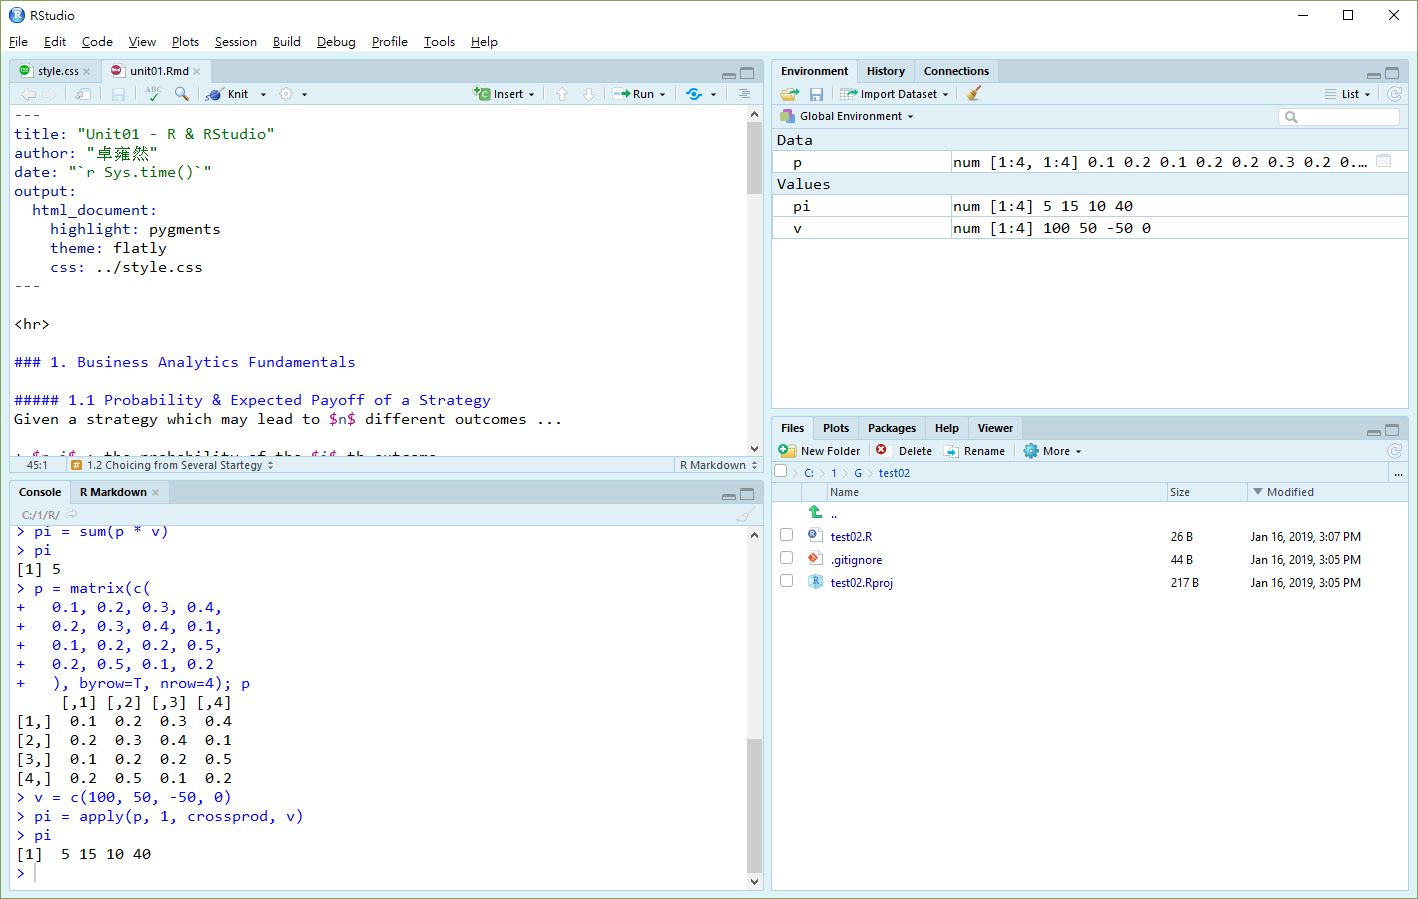 RStudio
File Edit Code View Plots Session Build Debug Profile Tools Help
style.css unit01.Rmd
ABC Knit Insert Run
---
title: "Unit01 - R & RStudio"
author: "卓雍然"
date: "`r Sys.time()`"
output:
html_document:
highlight: pygments
theme: flatly
css: ../style.css
---
<hr>
### 1. Business Analytics Fundamentals
##### 1.1 Probability & Expected Payoff of a Strategy
Given a strategy which may lead to $n$ different outcomes ...
45:1 # 1.2 Choicing from Several Startegy R Markdown
Console R Markdown
C:/1/R/
> pi = sum(p * v)
> pi
[1] 5
> p = matrix(c(
+ 0.1, 0.2, 0.3, 0.4,
+ 0.2, 0.3, 0.4, 0.1,
+ 0.1, 0.2, 0.2, 0.5,
+ 0.2, 0.5, 0.1, 0.2
+ ), byrow=T, nrow=4); p
[,1] [,2] [,3] [,4]
[1,] 0.1 0.2 0.3 0.4
[2,] 0.2 0.3 0.4 0.1
[3,] 0.1 0.2 0.2 0.5
[4,] 0.2 0.5 0.1 0.2
> v = c(100, 50, -50, 0)
> pi = apply(p, 1, crossprod, v)
> pi
[1] 5 15 10 40
>
Environment History Connections
Import Dataset List
Global Environment
Data
p num [1:4, 1:4] 0.1 0.2 0.1 0.2 0.2 0.3 0.2 0.…
Values
pi num [1:4] 5 15 10 40
v num [1:4] 100 50 -50 0
Files Plots Packages Help Viewer
New Folder Delete Rename More
C: 1 G test02 ...
Name Size Modified
..
test02.R 26 B Jan 16, 2019, 3:07 PM
.gitignore 44 B Jan 16, 2019, 3:05 PM
test02.Rproj 217 B Jan 16, 2019, 3:05 PM